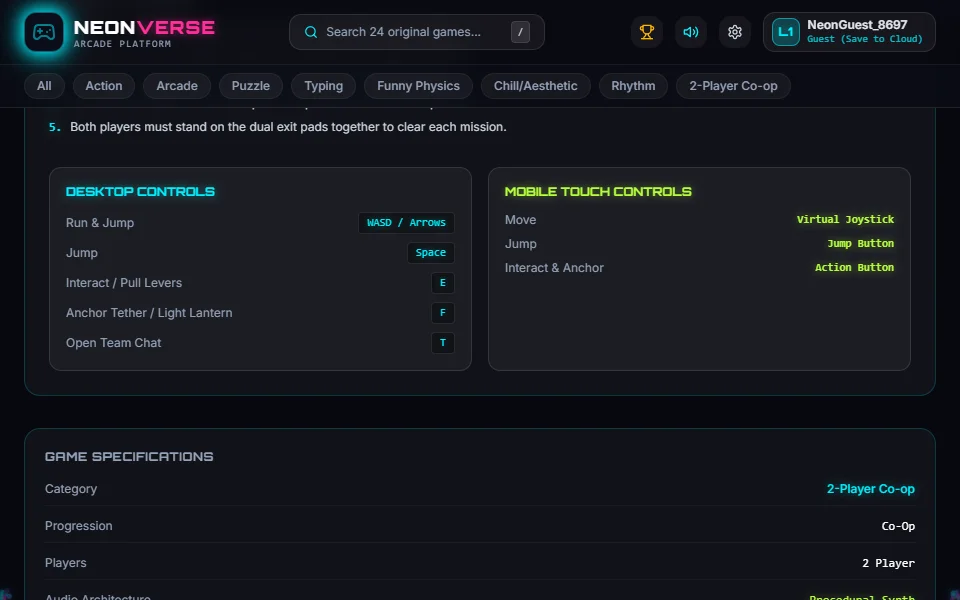 NEONVERSE
ARCADE PLATFORM
Search 24 original games...
/
L1
NeonGuest_8697
Guest (Save to Cloud)
All
Action
Arcade
Puzzle
Typing
Funny Physics
Chill/Aesthetic
Rhythm
2-Player Co-op
5. Both players must stand on the dual exit pads together to clear each mission.
DESKTOP CONTROLS
Run & Jump
WASD / Arrows
Jump
Space
Interact / Pull Levers
E
Anchor Tether / Light Lantern
F
Open Team Chat
T
MOBILE TOUCH CONTROLS
Move
Virtual Joystick
Jump
Jump Button
Interact & Anchor
Action Button
GAME SPECIFICATIONS
Category
2-Player Co-op
Progression
Co-Op
Players
2 Player
Audio Architecture
Procedural Synth